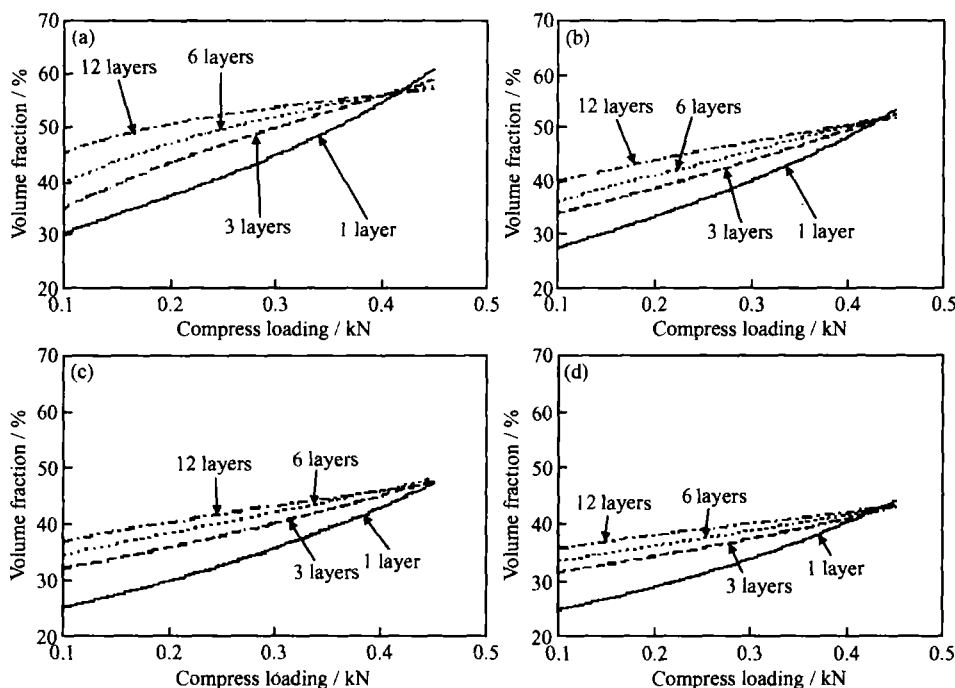 (a)
Volume fraction / %
70
60
50
40
30
20
12 layers
6 layers
3 layers
1 layer
0.1
0.2
0.3
0.4
0.5
Compress loading / kN
(b)
Volume fraction / %
70
60
50
40
30
20
12 layers
6 layers
3 layers
1 layer
0.1
0.2
0.3
0.4
0.5
Compress loading / kN
(c)
Volume fraction / %
70
60
50
40
30
20
12 layers
6 layers
3 layers
1 layer
0.1
0.2
0.3
0.4
0.5
Compress loading / kN
(d)
Volume fraction / %
70
60
50
40
30
20
12 layers
6 layers
3 layers
1 layer
0.1
0.2
0.3
0.4
0.5
Compress loading / kN